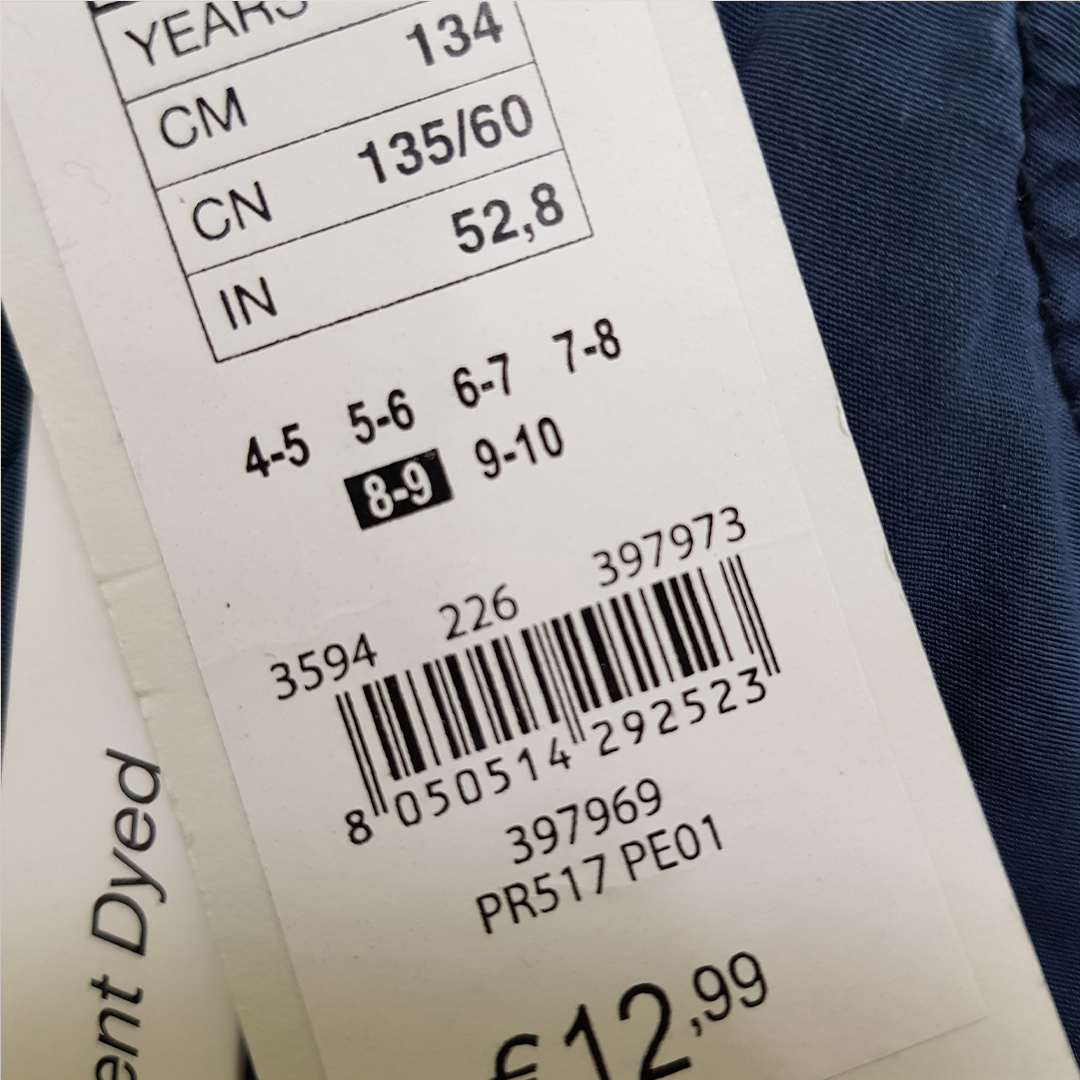 YEARS
CM 134
CN 135/60
IN 52,8
4-5 5-6 6-7 7-8
8-9 9-10
3594 226 397973
8 050514 292523
397969
PR517 PE01
€12,99
ent Dyed